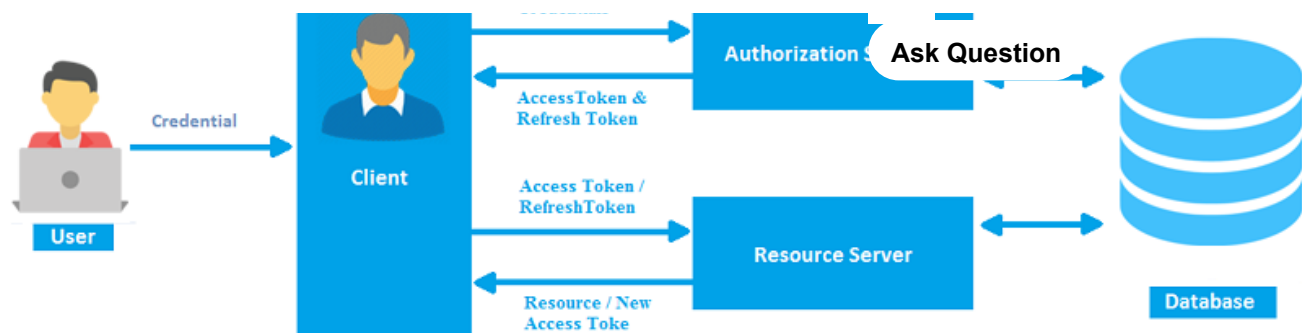 Authorization S
Ask Question
AccessToken &
Refresh Token
Credential
Client
Access Token /
RefreshToken
User
Resource Server
Resource / New
Access Toke
Database